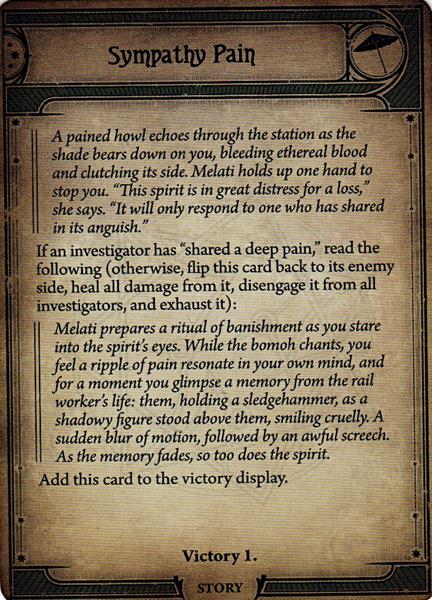 Sympathy Pain
A pained howl echoes through the station as the
shade bears down on you, bleeding ethereal blood
and clutching its side. Melati holds up one hand to
stop you. “This spirit is in great distress for a loss,”
she says. “It will only respond to one who has shared
in its anguish.”
If an investigator has “shared a deep pain,” read the
following (otherwise, flip this card back to its enemy
side, heal all damage from it, disengage it from all
investigators, and exhaust it):
Melati prepares a ritual of banishment as you stare
into the spirit’s eyes. While the bomoh chants, you
feel a ripple of pain resonate in your own mind, and
for a moment you glimpse a memory from the rail
worker’s life: them, holding a sledgehammer, as a
shadowy figure stood above them, smiling cruelly. A
sudden blur of motion, followed by an awful screech.
As the memory fades, so too does the spirit.
Add this card to the victory display.
Victory 1.
STORY